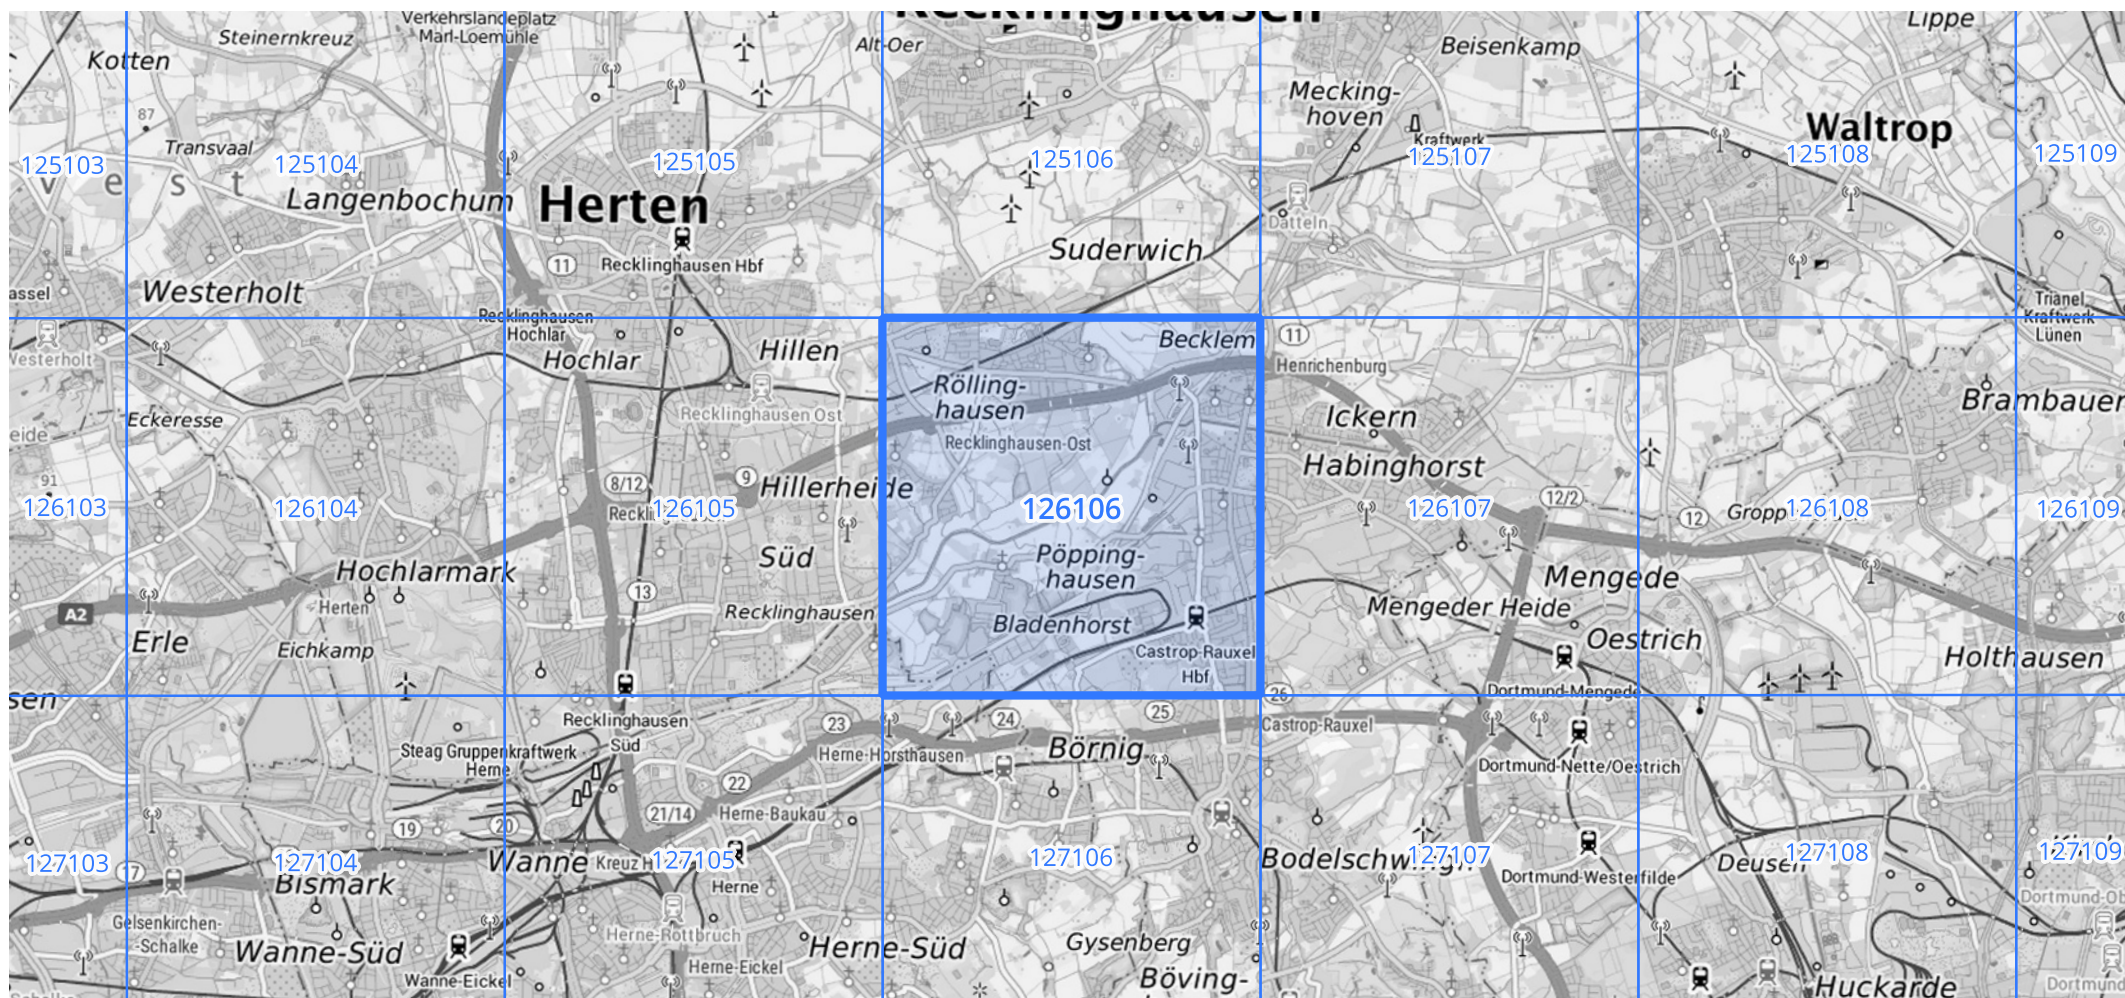 Recklinghausen
Verkehrslandeplatz
Marl-Loemühle
Steinernkreuz
Kotten
Alt-Oer
Beisenkamp
Lippe
Mecking-
hoven
87
Transvaal
Kraftwerk
Waltrop
125103
125104
125105
125106
125107
125108
125109
V e s t
Langenbochum
Herten
Datteln
Suderwich
11
Recklinghausen Hbf
Westerholt
assel
Recklinghausen
Hochlar
Trianel
Kraftwerk
Lünen
Westerholt
Hochlar
Hillen
Becklem
11
Henrichenburg
Rölling-
hausen
Recklinghausen Ost
Recklinghausen-Ost
Eckeresse
eide
Ickern
Brambauer
Habinghorst
91
8/12
9
Hillerheide
12/2
12
126103
126104
126105
126106
126107
126108
126109
Süd
Pöpping-
hausen
Hochlarmark
Mengede
Herten
13
Recklinghausen
Bladenhorst
Mengeder Heide
A2
Erle
Eichkamp
Oestrich
Holthausen
Castrop-Rauxel
Hbf
sen
Dortmund-Mengede
26
Castrop-Rauxel
Recklinghausen
Süd
23
24
25
Herne-Horsthausen
Börnig
Steag Gruppenkraftwerk
Herne
Dortmund-Nette/Oestrich
22
21/14
Herne-Baukau
19
20
17
127103
127104
127105
127106
127107
127108
127109
Wanne
Kreuz H
Bodelschwingh
Deusen
Bismark
Herne
Dortmund-Westerfilde
Gelsenkirchen-
-Schalke
Herne-Rottbruch
Dortmund-O
Wanne-Süd
Herne-Süd
Gysenberg
Herne-Eickel
Wanne-Eickel
Böving-
Huckarde
Dortmund